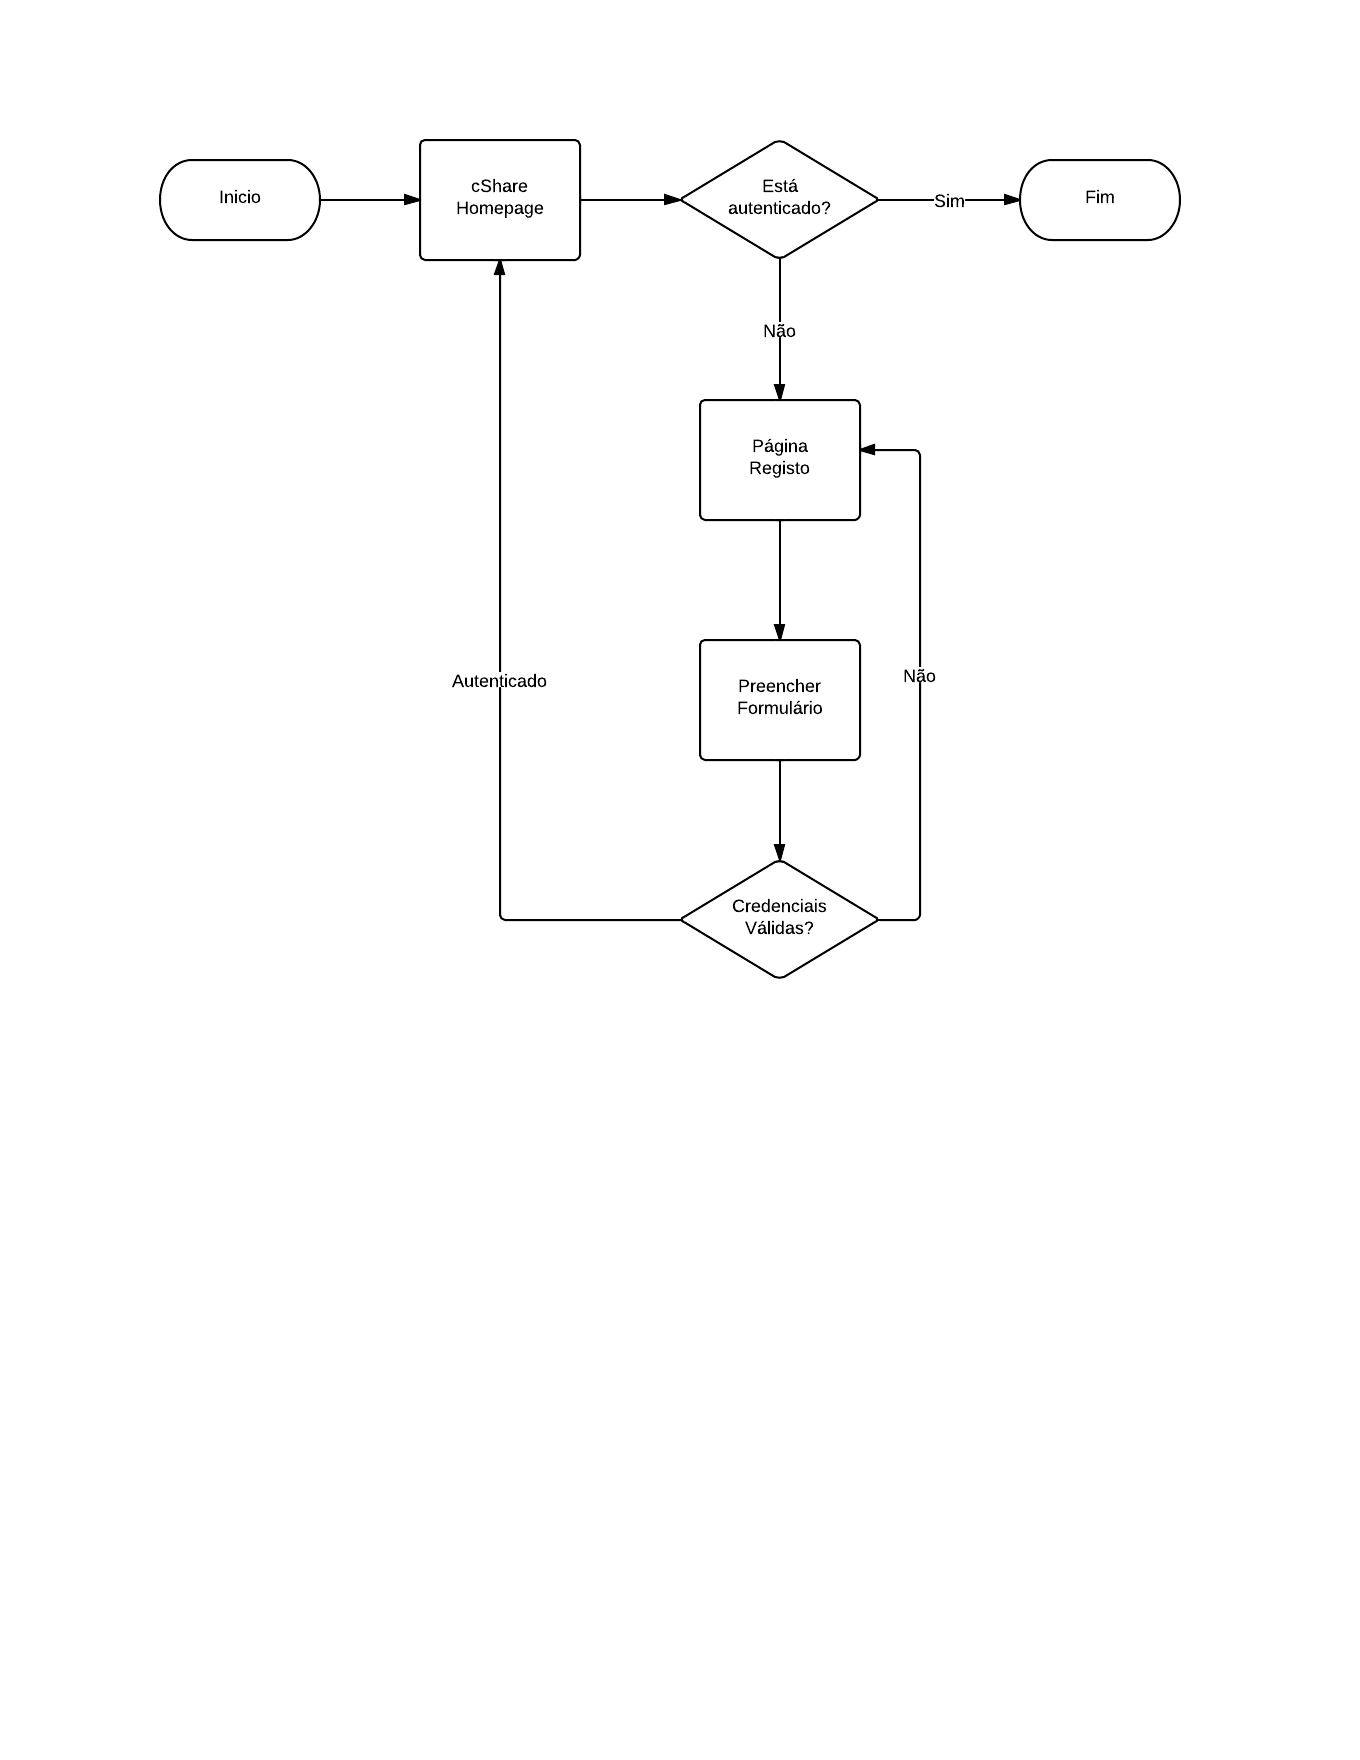 Inicio
cShare
Homepage
Está
autenticado?
Sim
Fim
Não
Página
Registo
Autenticado
Preencher
Formulário
Não
Credenciais
Válidas?